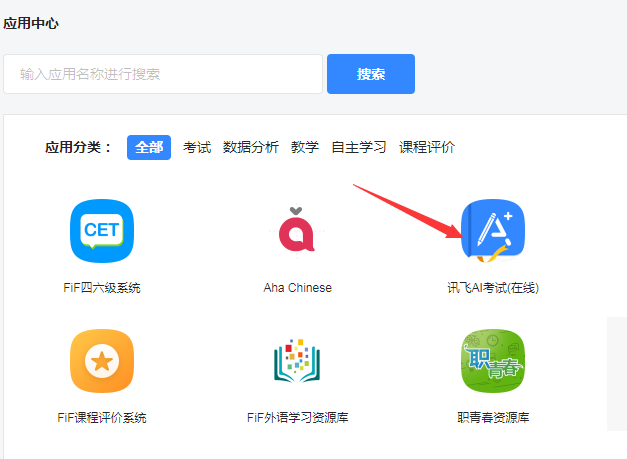 应用中心
输入应用名称进行搜索 搜索
应用分类： 全部 考试 数据分析 教学 自主学习 课程评价
CET
FiF四六级系统 Aha Chinese 讯飞AI考试(在线)
职青春
FiF课程评价系统 FiF外语学习资源库 职青春资源库